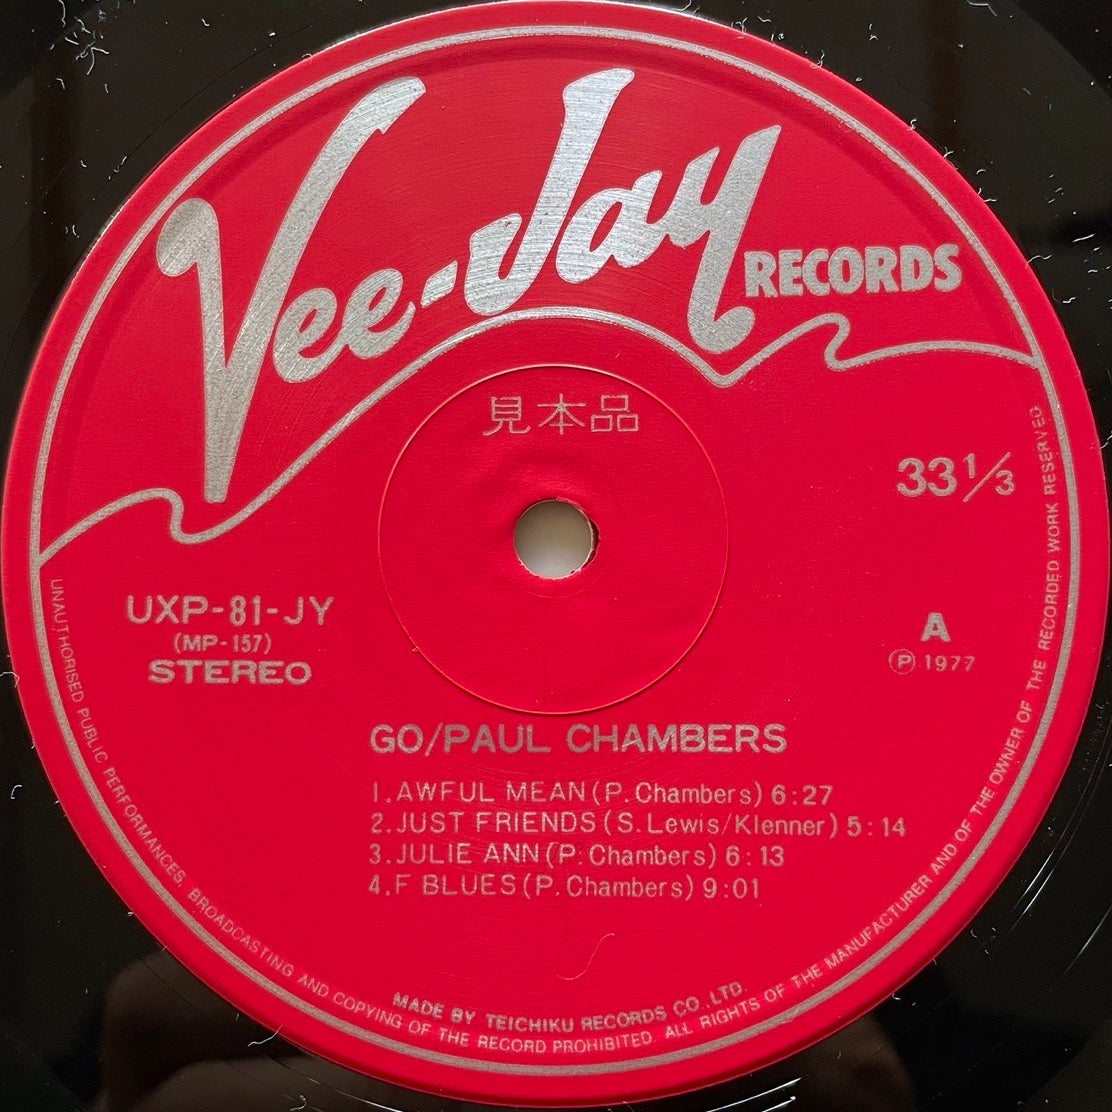 Vee-Jay
RECORDS
見本品
33 1/3
UXP-81-JY
(MP-157)
STEREO
A
Ⓟ 1977
GO/PAUL CHAMBERS
1.AWFUL MEAN(P.Chambers) 6:27
2.JUST FRIENDS(S.Lewis/Klenner) 5:14
3.JULIE ANN(P.Chambers) 6:13
4.F BLUES(P.Chambers) 9:01
MADE BY TEICHIKU RECORDS CO.,LTD.
UNAUTHORISED PUBLIC PERFORMANCES. BROADCASTING AND COPYING OF THE RECORD PROHIBITED. ALL RIGHTS OF THE MANUFACTURER AND OF THE OWNER OF THE RECORDED WORK RESERVED